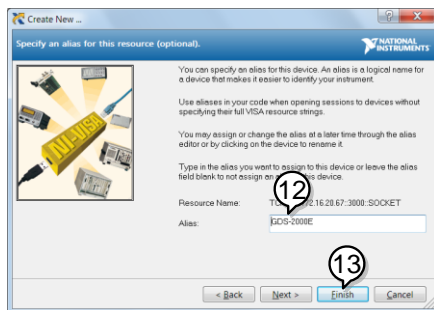 Create New ...
Specify an alias for this resource (optional).
NATIONAL INSTRUMENTS
You can specify an alias for this device. An alias is a logical name for
a device that makes it easier to identify your instrument.
Use aliases in your code when opening sessions to devices without
specifying their full VISA resource strings.
You may assign or change the alias at a later time through the alias
editor or by clicking on the device to rename it.
Type in the alias you want to assign to this device or leave the alias
field blank to not assign an this device.
NI-VISA
12
Resource Name: 2.16.20.67::3000::SOCKET
Alias: GDS-2000E
13
< Back Next > Finish Cancel